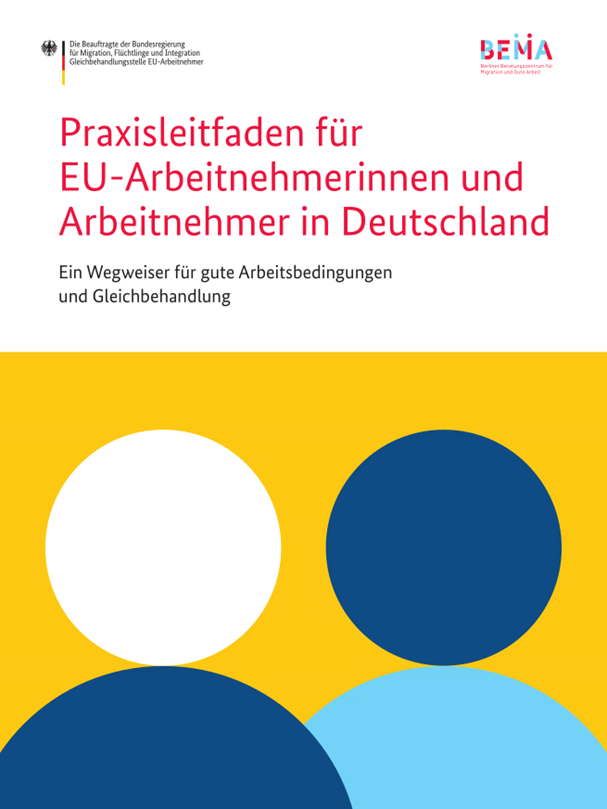 Die Beauftragte der Bundesregierung
für Migration, Flüchtlinge und Integration
Gleichbehandlungsstelle EU-Arbeitnehmer
BEMA
Berliner Beratungszentrum für
Migration und Gute Arbeit
Praxisleitfaden für
EU-Arbeitnehmerinnen und
Arbeitnehmer in Deutschland
Ein Wegweiser für gute Arbeitsbedingungen
und Gleichbehandlung